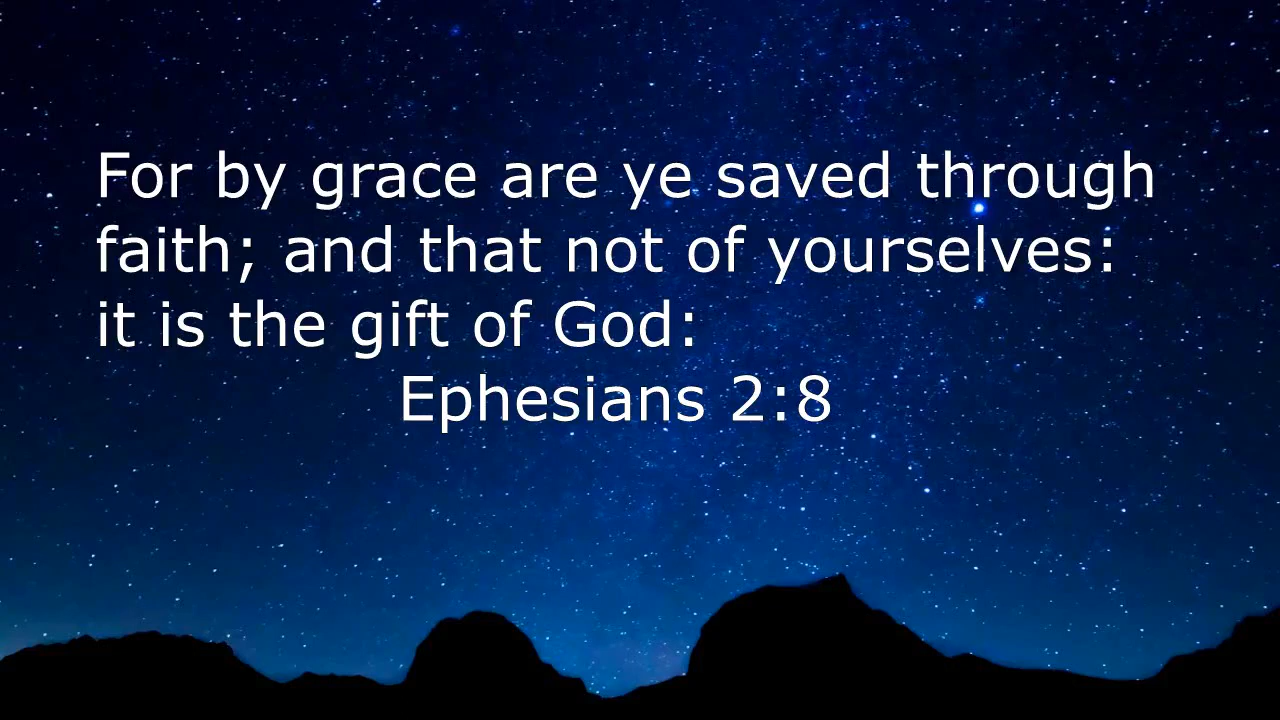 For by grace are ye saved through
faith; and that not of yourselves:
it is the gift of God:
Ephesians 2:8